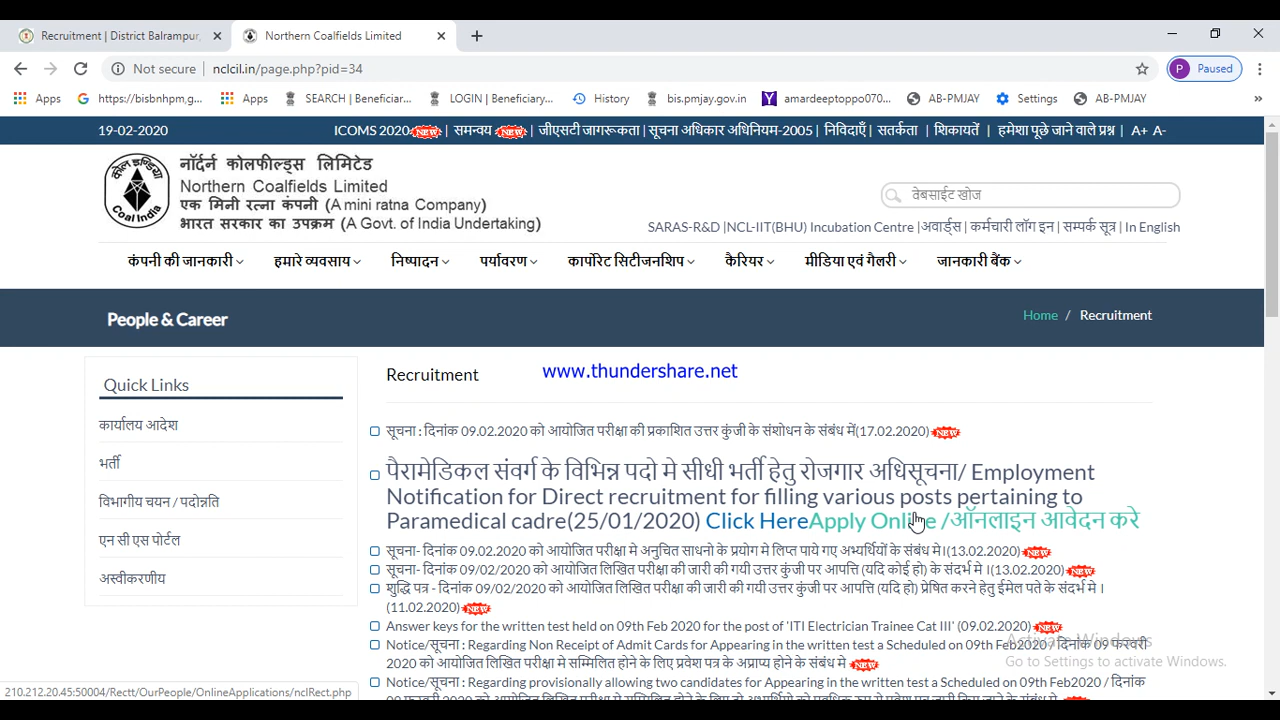 Recruitment | District Balrampur,
Northern Coalfields Limited
Not secure | nclcil.in/page.php?pid=34
P Paused
Apps
https://bisbnhpm,g...
Apps
SEARCH | Beneficiar...
LOGIN | Beneficiary...
History
bis.pmjay.gov.in
amardeeptoppo070...
AB-PMJAY
Settings
AB-PMJAY
»
19-02-2020
ICOMS 2020 NEW | समन्वय NEW | जीएसटी जागरूकता | सूचना अधिकार अधिनियम-2005 | निविदाएँ | सतर्कता | शिकायतें | हमेशा पूछे जाने वाले प्रश्न | A+ A-
कोल इण्डिया
Coal India
नॉर्दर्न कोलफील्ड्स लिमिटेड
Northern Coalfields Limited
एक मिनी रत्ना कंपनी (A mini ratna Company)
भारत सरकार का उपक्रम (A Govt. of India Undertaking)
वेबसाईट खोज
SARAS-R&D |NCL-IIT(BHU) Incubation Centre |अवार्ड्स| कर्मचारी लॉग इन | सम्पर्क सूत्र | In English
कंपनी की जानकारी
हमारे व्यवसाय
निष्पादन
पर्यावरण
कार्पोरेट सिटीजनशिप
कैरियर
मीडिया एवं गैलरी
जानकारी बैंक
People & Career
Home / Recruitment
Quick Links
कार्यालय आदेश
भर्ती
विभागीय चयन / पदोन्नति
एन सी एस पोर्टल
अस्वीकरणीय
Recruitment
www.thundershare.net
सूचना : दिनांक 09.02.2020 को आयोजित परीक्षा की प्रकाशित उत्तर कुंजी के संशोधन के संबंध में(17.02.2020) NEW
पैरामेडिकल संवर्ग के विभिन्न पदो मे सीधी भर्ती हेतु रोजगार अधिसूचना/ Employment
Notification for Direct recruitment for filling various posts pertaining to
Paramedical cadre(25/01/2020) Click HereApply Online /ऑनलाइन आवेदन करे
सूचना- दिनांक 09.02.2020 को आयोजित परीक्षा मे अनुचित साधनो के प्रयोग मे लिप्त पाये गए अभ्यर्थियों के संबंध मे।(13.02.2020) NEW
सूचना- दिनांक 09/02/2020 को आयोजित लिखित परीक्षा की जारी की गयी उत्तर कुंजी पर आपत्ति (यदि कोई हो) के संदर्भ मे ।(13.02.2020) NEW
शुद्धि पत्र - दिनांक 09/02/2020 को आयोजित लिखित परीक्षा की जारी की गयी उत्तर कुंजी पर आपत्ति (यदि हो) प्रेषित करने हेतु ईमेल पते के संदर्भ मे ।
(11.02.2020) NEW
Answer keys for the written test held on 09th Feb 2020 for the post of 'ITI Electrician Trainee Cat III' (09.02.2020) NEW
Notice/सूचना : Regarding Non Receipt of Admit Cards for Appearing in the written test a Scheduled on 09th Feb2020 / दिनांक 09 फरवरी
2020 को आयोजित लिखित परीक्षा मे सम्मिलित होने के लिए प्रवेश पत्र के अप्राप्य होने के संबंध मे NEW
Notice/सूचना : Regarding provisionally allowing two candidates for Appearing in the written test a Scheduled on 09th Feb2020 / दिनांक
Activate Windows
Go to Settings to activate Windows.
210.212.20.45:50004/Rectt/OurPeople/OnlineApplications/nclRect.php